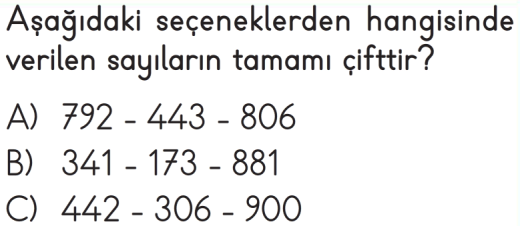 Aşağıdaki seçeneklerden hangisinde
verilen sayıların tamamı çifttir?
A) 792 - 443 - 806
B) 341 - 173 - 881
C) 442 - 306 - 900